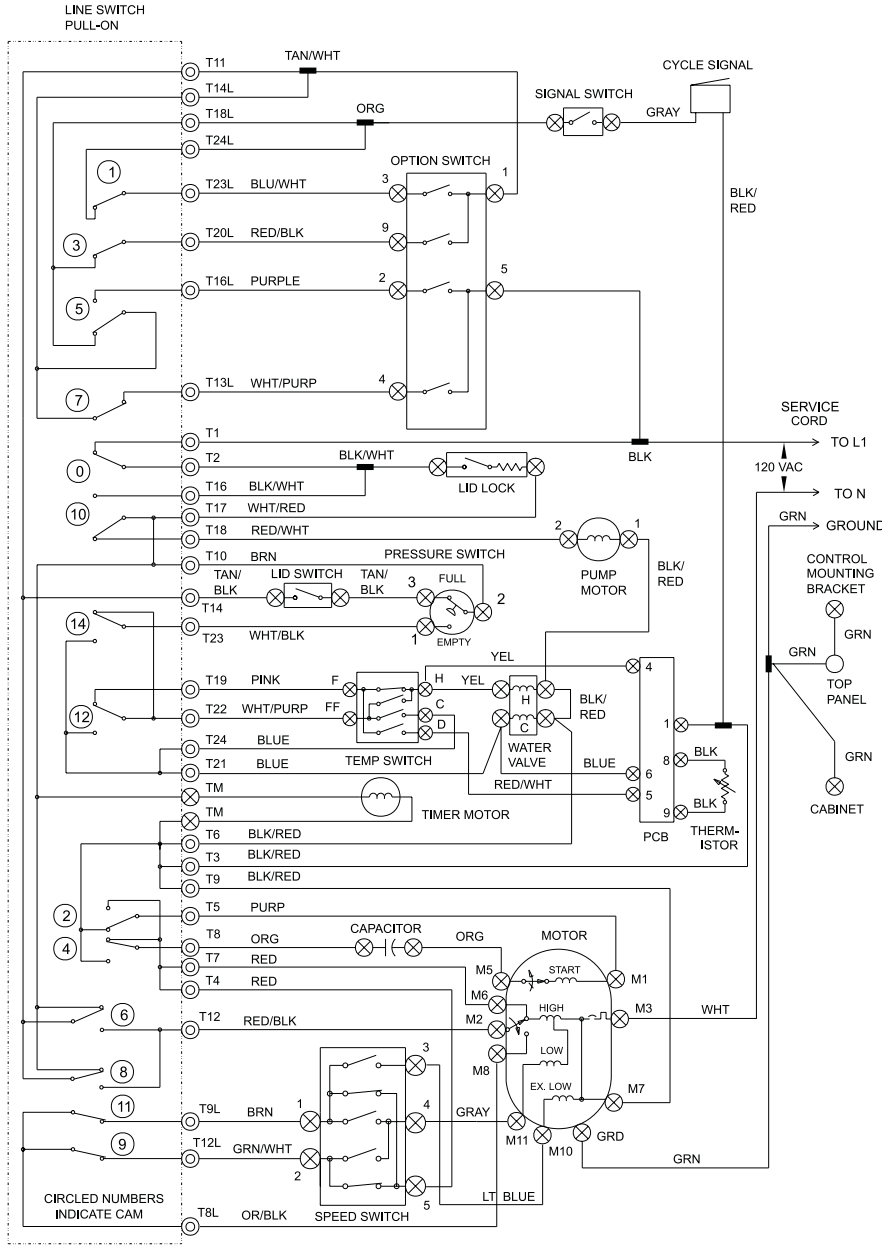 LINE SWITCH
PULL-ON
T11
TAN/WHT
CYCLE SIGNAL
T14L
SIGNAL SWITCH
T18L
ORG
GRAY
T24L
1
OPTION SWITCH
T23L BLU/WHT
3
1
BLK/
RED
3
T20L RED/BLK
9
5
T16L PURPLE
2
5
7
T13L WHT/PURP
4
SERVICE
CORD
T1
TO L1
0
T2
BLK/WHT
BLK
120 VAC
LID LOCK
T16 BLK/WHT
TO N
10
T17 WHT/RED
GRN
T18 RED/WHT
2
1
GROUND
T10 BRN
PRESSURE SWITCH
PUMP
MOTOR
BLK/
RED
CONTROL
MOUNTING
BRACKET
TAN/
BLK
LID SWITCH
TAN/
BLK
3
FULL
2
T14
14
T23
WHT/BLK
1
EMPTY
GRN
GRN
YEL
4
TOP
PANEL
T19 PINK
F
H
YEL
H
BLK/
RED
12
T22 WHT/PURP
FF
C
C
1
D
T24 BLUE
WATER
VALVE
BLUE
8
BLK
GRN
TEMP SWITCH
T21 BLUE
RED/WHT
6
5
TM
BLK
CABINET
TIMER MOTOR
9
TM
PCB
THERM-
ISTOR
T6 BLK/RED
T3 BLK/RED
T9 BLK/RED
2
T5 PURP
CAPACITOR
MOTOR
T8
ORG
ORG
4
T7 RED
M5
START
M1
T4 RED
M6
HIGH
M3
WHT
6
T12 RED/BLK
M2
LOW
3
M8
8
EX. LOW
M7
11
T9L BRN
1
4
GRAY
M11
M10
GRD
9
T12L
GRN/WHT
2
GRN
CIRCLED NUMBERS
INDICATE CAM
5
LT BLUE
T8L OR/BLK
SPEED SWITCH